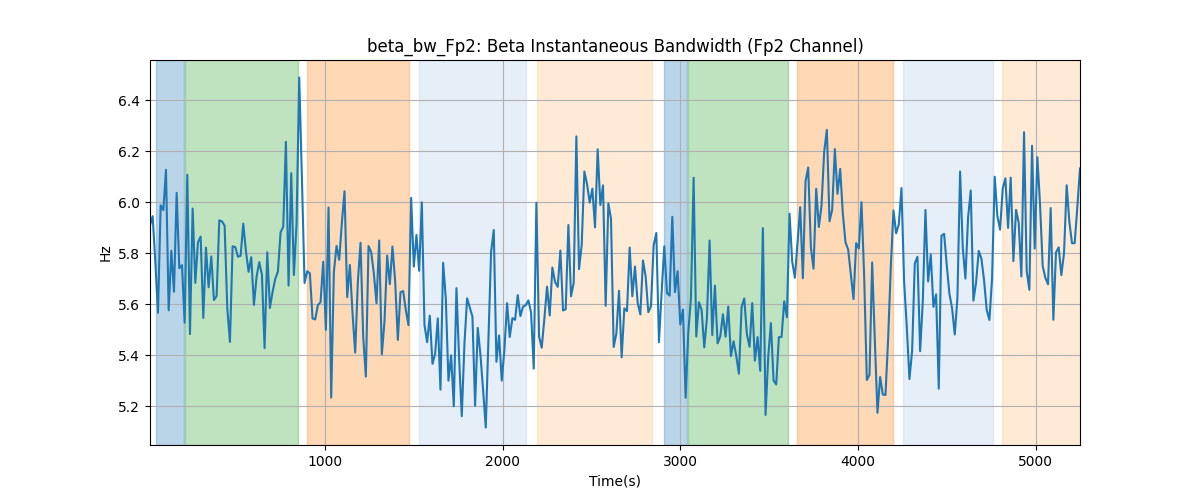 beta_bw_Fp2: Beta Instantaneous Bandwidth (Fp2 Channel)
Hz
6.4
6.2
6.0
5.8
5.6
5.4
5.2
1000 2000 3000 4000 5000
Time(s)